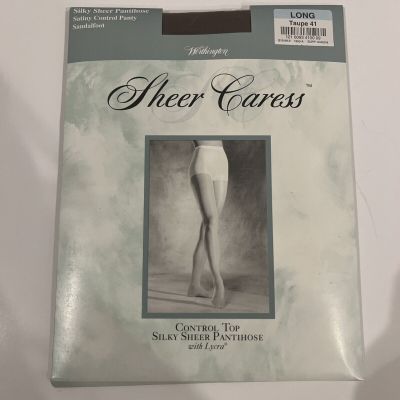 Silky Sheer Pantihose
Satiny Control Panty
Sandalfoot
LONG
Taupe 41
Worthington
Sheer Caress™
CONTROL TOP
SILKY SHEER PANTIHOSE
with Lycra®